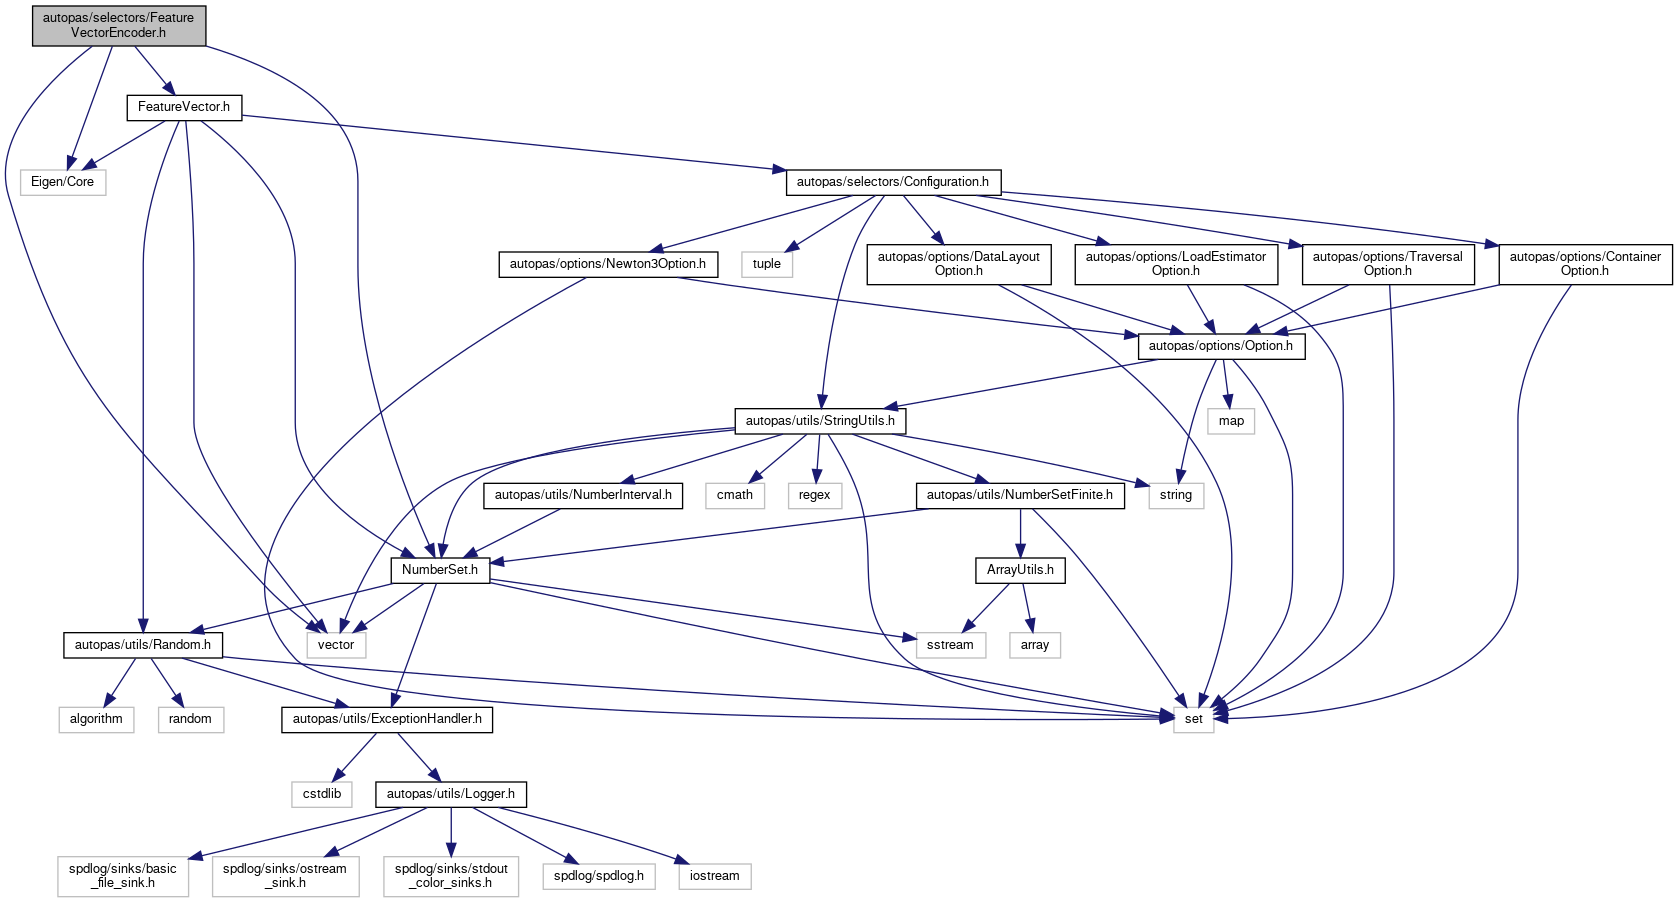 autopas/selectors/Feature
VectorEncoder.h
FeatureVector.h
Eigen/Core
autopas/selectors/Configuration.h
autopas/options/Newton3Option.h
tuple
autopas/options/DataLayout
Option.h
autopas/options/LoadEstimator
Option.h
autopas/options/Traversal
Option.h
autopas/options/Container
Option.h
autopas/options/Option.h
autopas/utils/StringUtils.h
map
autopas/utils/NumberInterval.h
cmath
regex
autopas/utils/NumberSetFinite.h
string
NumberSet.h
ArrayUtils.h
autopas/utils/Random.h
vector
sstream
array
algorithm
random
autopas/utils/ExceptionHandler.h
set
cstdlib
autopas/utils/Logger.h
spdlog/sinks/basic
_file_sink.h
spdlog/sinks/ostream
_sink.h
spdlog/sinks/stdout
_color_sinks.h
spdlog/spdlog.h
iostream